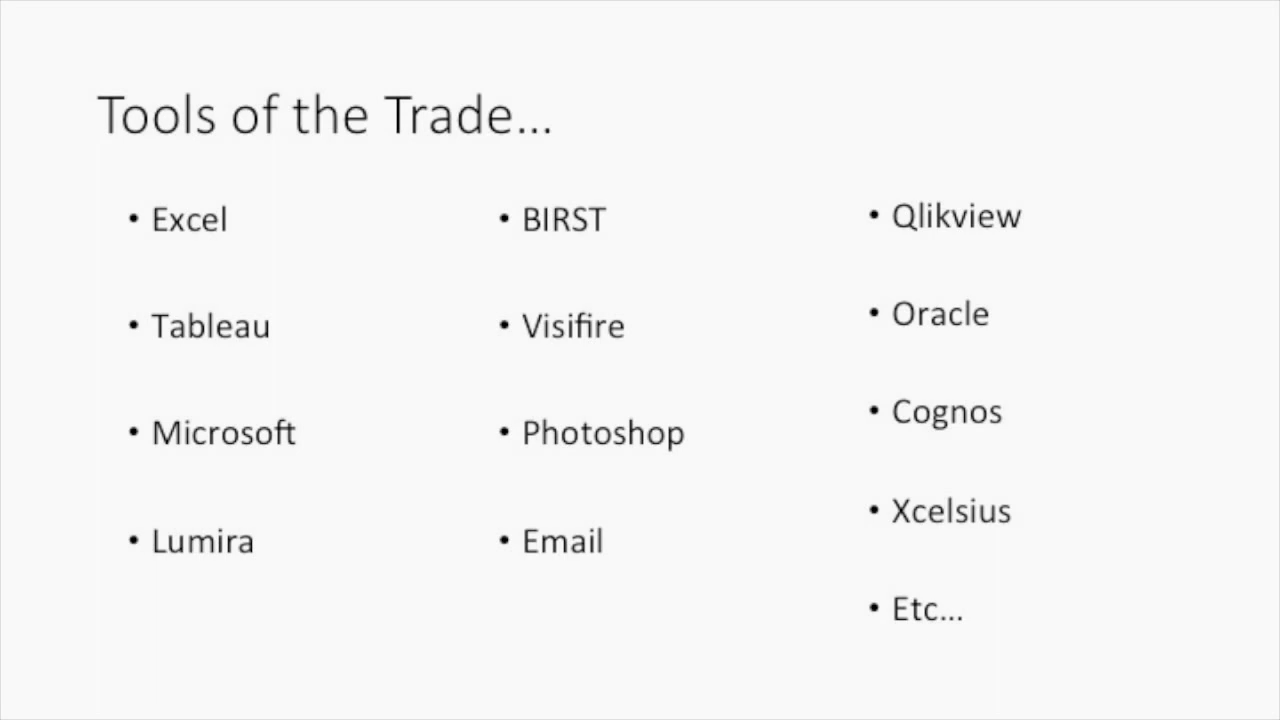 Tools of the Trade...
• Excel
• Tableau
• Microsoft
• Lumira
• BIRST
• Visifire
• Photoshop
• Email
• Qlikview
• Oracle
• Cognos
• Xcelsius
• Etc...